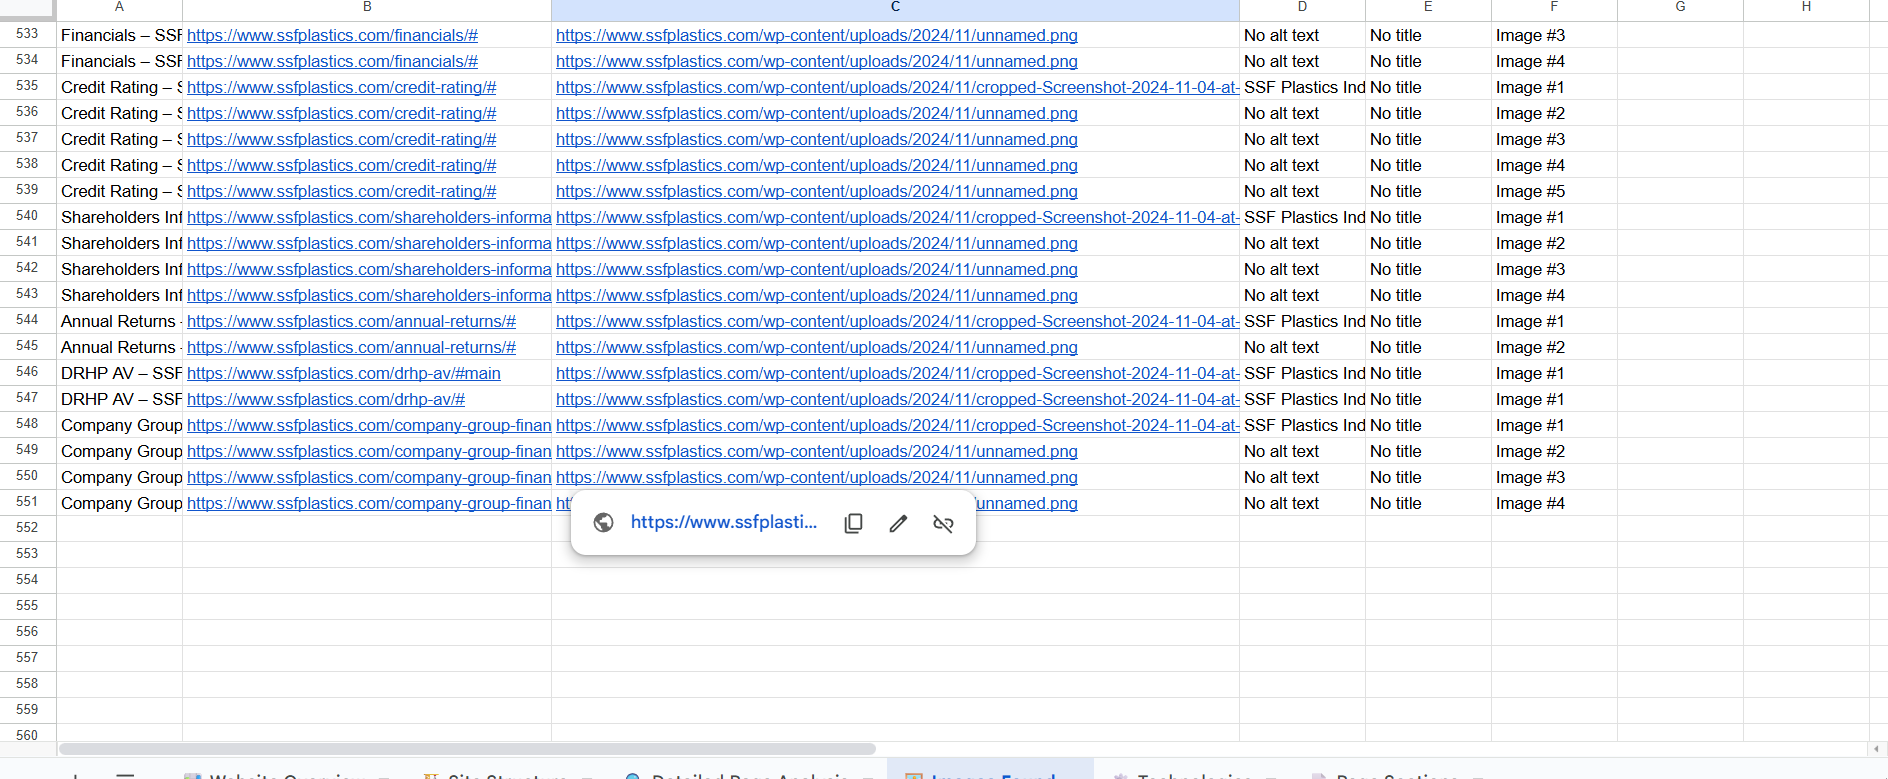 A B C D E F G H
533 Financials – SSF https://www.ssfplastics.com/financials/# https://www.ssfplastics.com/wp-content/uploads/2024/11/unnamed.png No alt text No title Image #3
534 Financials – SSF https://www.ssfplastics.com/financials/# https://www.ssfplastics.com/wp-content/uploads/2024/11/unnamed.png No alt text No title Image #4
535 Credit Rating – S https://www.ssfplastics.com/credit-rating/# https://www.ssfplastics.com/wp-content/uploads/2024/11/cropped-Screenshot-2024-11-04-at- SSF Plastics Ind No title Image #1
536 Credit Rating – S https://www.ssfplastics.com/credit-rating/# https://www.ssfplastics.com/wp-content/uploads/2024/11/unnamed.png No alt text No title Image #2
537 Credit Rating – S https://www.ssfplastics.com/credit-rating/# https://www.ssfplastics.com/wp-content/uploads/2024/11/unnamed.png No alt text No title Image #3
538 Credit Rating – S https://www.ssfplastics.com/credit-rating/# https://www.ssfplastics.com/wp-content/uploads/2024/11/unnamed.png No alt text No title Image #4
539 Credit Rating – S https://www.ssfplastics.com/credit-rating/# https://www.ssfplastics.com/wp-content/uploads/2024/11/unnamed.png No alt text No title Image #5
540 Shareholders Inf https://www.ssfplastics.com/shareholders-informa https://www.ssfplastics.com/wp-content/uploads/2024/11/cropped-Screenshot-2024-11-04-at- SSF Plastics Ind No title Image #1
541 Shareholders Inf https://www.ssfplastics.com/shareholders-informa https://www.ssfplastics.com/wp-content/uploads/2024/11/unnamed.png No alt text No title Image #2
542 Shareholders Inf https://www.ssfplastics.com/shareholders-informa https://www.ssfplastics.com/wp-content/uploads/2024/11/unnamed.png No alt text No title Image #3
543 Shareholders Inf https://www.ssfplastics.com/shareholders-informa https://www.ssfplastics.com/wp-content/uploads/2024/11/unnamed.png No alt text No title Image #4
544 Annual Returns - https://www.ssfplastics.com/annual-returns/# https://www.ssfplastics.com/wp-content/uploads/2024/11/cropped-Screenshot-2024-11-04-at- SSF Plastics Ind No title Image #1
545 Annual Returns - https://www.ssfplastics.com/annual-returns/# https://www.ssfplastics.com/wp-content/uploads/2024/11/unnamed.png No alt text No title Image #2
546 DRHP AV – SSF https://www.ssfplastics.com/drhp-av/#main https://www.ssfplastics.com/wp-content/uploads/2024/11/cropped-Screenshot-2024-11-04-at- SSF Plastics Ind No title Image #1
547 DRHP AV – SSF https://www.ssfplastics.com/drhp-av/# https://www.ssfplastics.com/wp-content/uploads/2024/11/cropped-Screenshot-2024-11-04-at- SSF Plastics Ind No title Image #1
548 Company Group https://www.ssfplastics.com/company-group-finan https://www.ssfplastics.com/wp-content/uploads/2024/11/cropped-Screenshot-2024-11-04-at- SSF Plastics Ind No title Image #1
549 Company Group https://www.ssfplastics.com/company-group-finan https://www.ssfplastics.com/wp-content/uploads/2024/11/unnamed.png No alt text No title Image #2
550 Company Group https://www.ssfplastics.com/company-group-finan https://www.ssfplastics.com/wp-content/uploads/2024/11/unnamed.png No alt text No title Image #3
551 Company Group https://www.ssfplastics.com/company-group-finan ht /unnamed.png No alt text No title Image #4
https://www.ssfplasti...
552
553
554
555
556
557
558
559
560
Website Overview Site Structure Detailed Page Analysis Images Found Technologies Page Sections